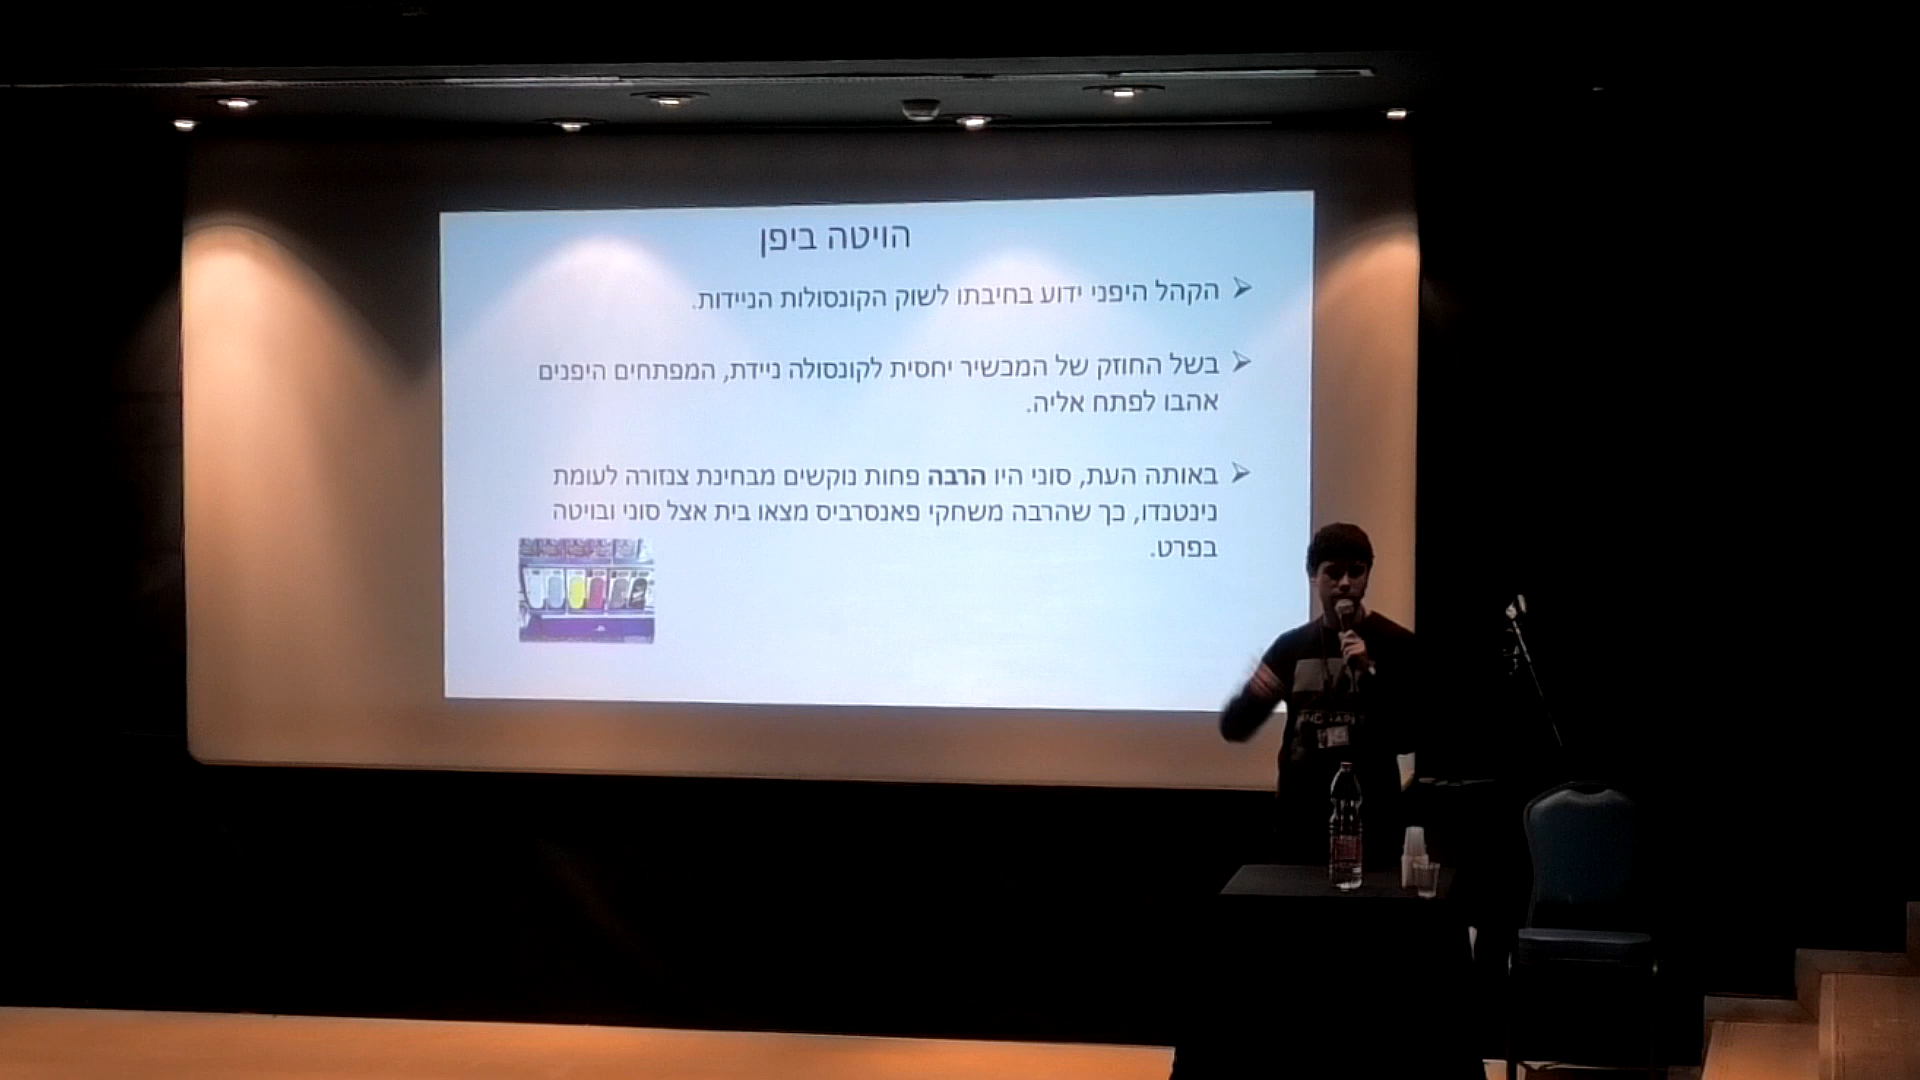 הויטה ביפן
הקהל היפני ידוע בחיבתו לשוק הקונסולות הניידות.
בשל החוזק של המכשיר יחסית לקונסולה ניידת, המפתחים היפנים
אהבו לפתח אליה.
באותה העת, סוני היו הרבה פחות נוקשים מבחינת צנזורה לעומת
נינטנדו, כך שהרבה משחקי פאנסרביס מצאו בית אצל סוני ובויטה
בפרט.